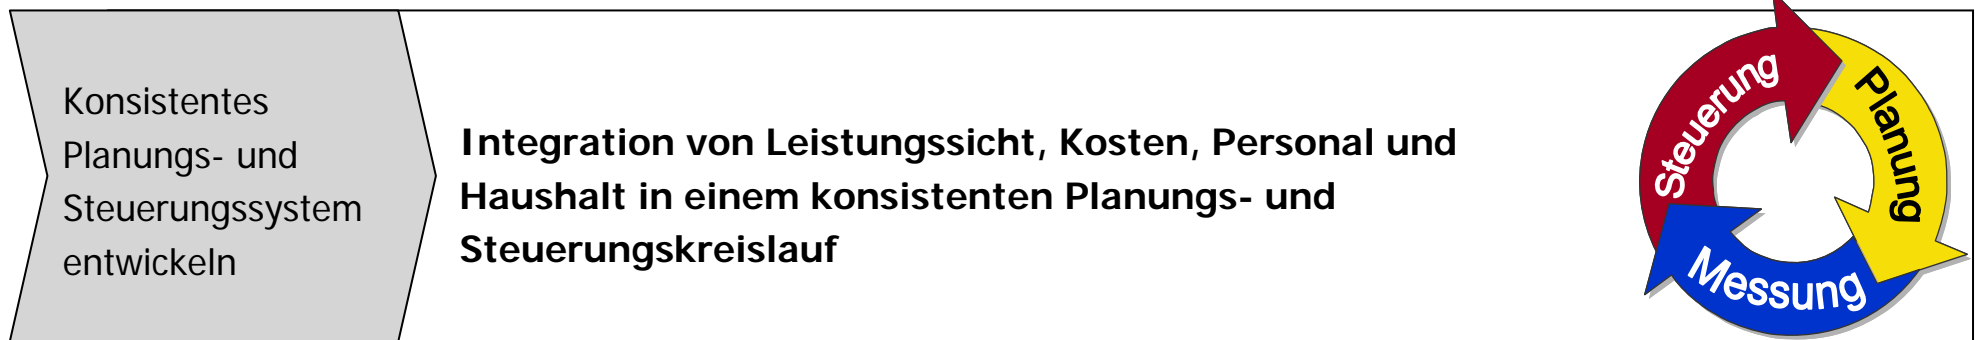 Konsistentes
Planungs- und
Steuerungssystem
entwickeln
Integration von Leistungssicht, Kosten, Personal und
Haushalt in einem konsistenten Planungs- und
Steuerungskreislauf
Steuerung
Planung
Messung